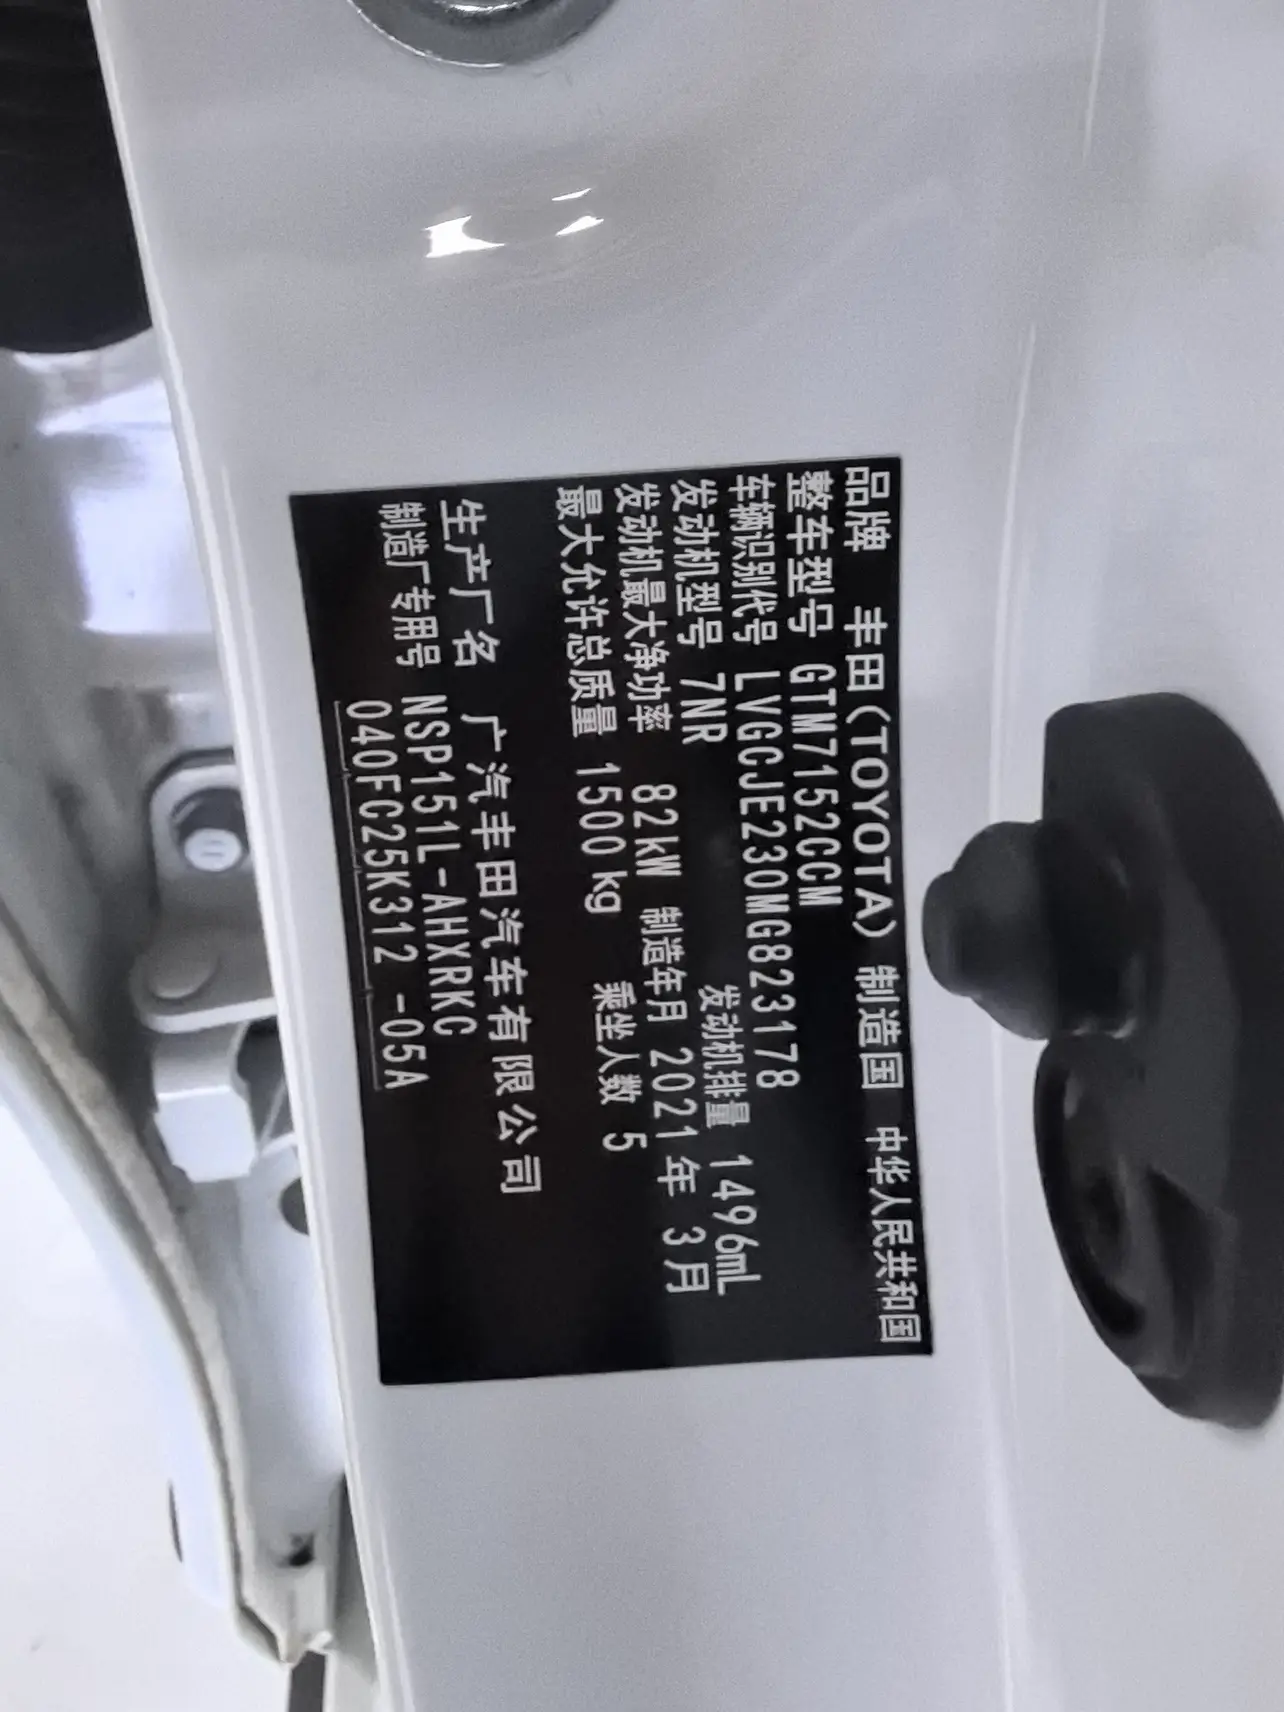 品牌 丰田(TOYOTA) 制造国 中华人民共和国
整车型号 GTM7152CCM
车辆识别代号 LVGCJE230MG823178
发动机型号 7NR 发动机排量 1496mL
发动机最大净功率 82kW 制造年月 2021年 3月
最大允许总质量 1500kg 乘坐人数 5
生产厂名 广汽丰田汽车有限公司
制造厂专用号 NSP151L-AHXRKC
040FC25K312 -05A